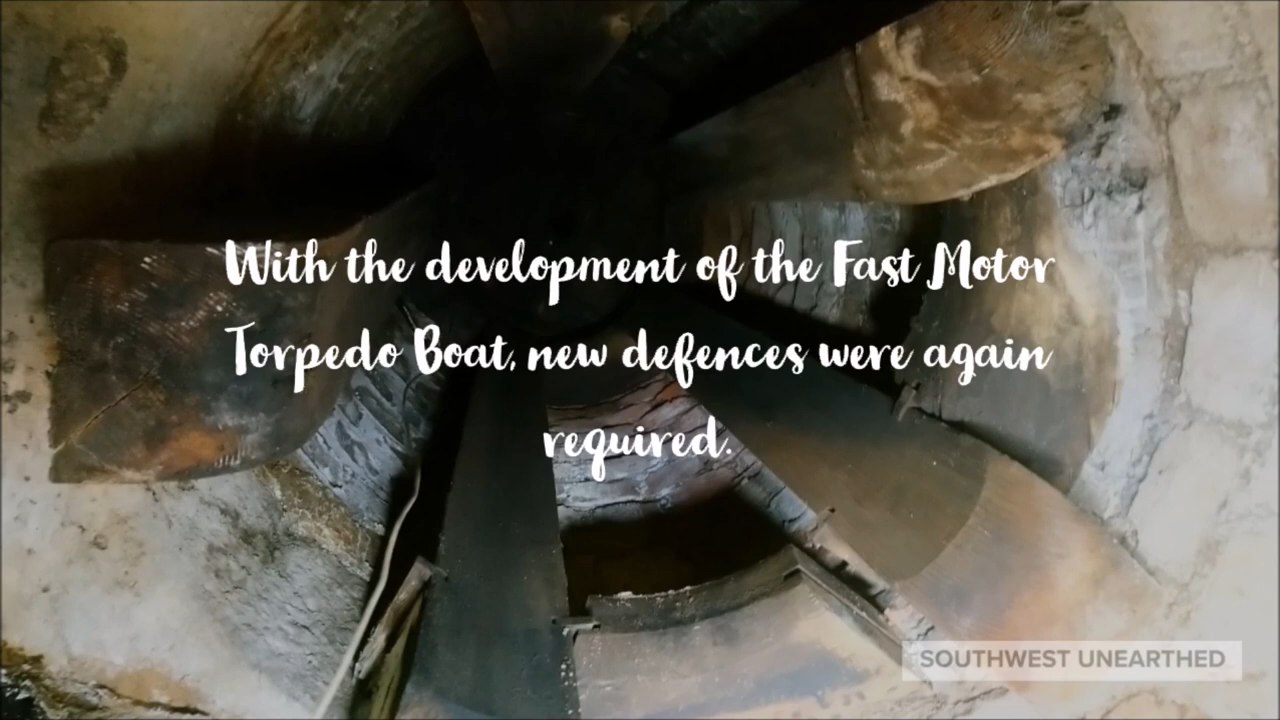 With the development of the Fast Motor
Torpedo Boat, new defences were again
required.
SOUTHWEST UNEARTHED